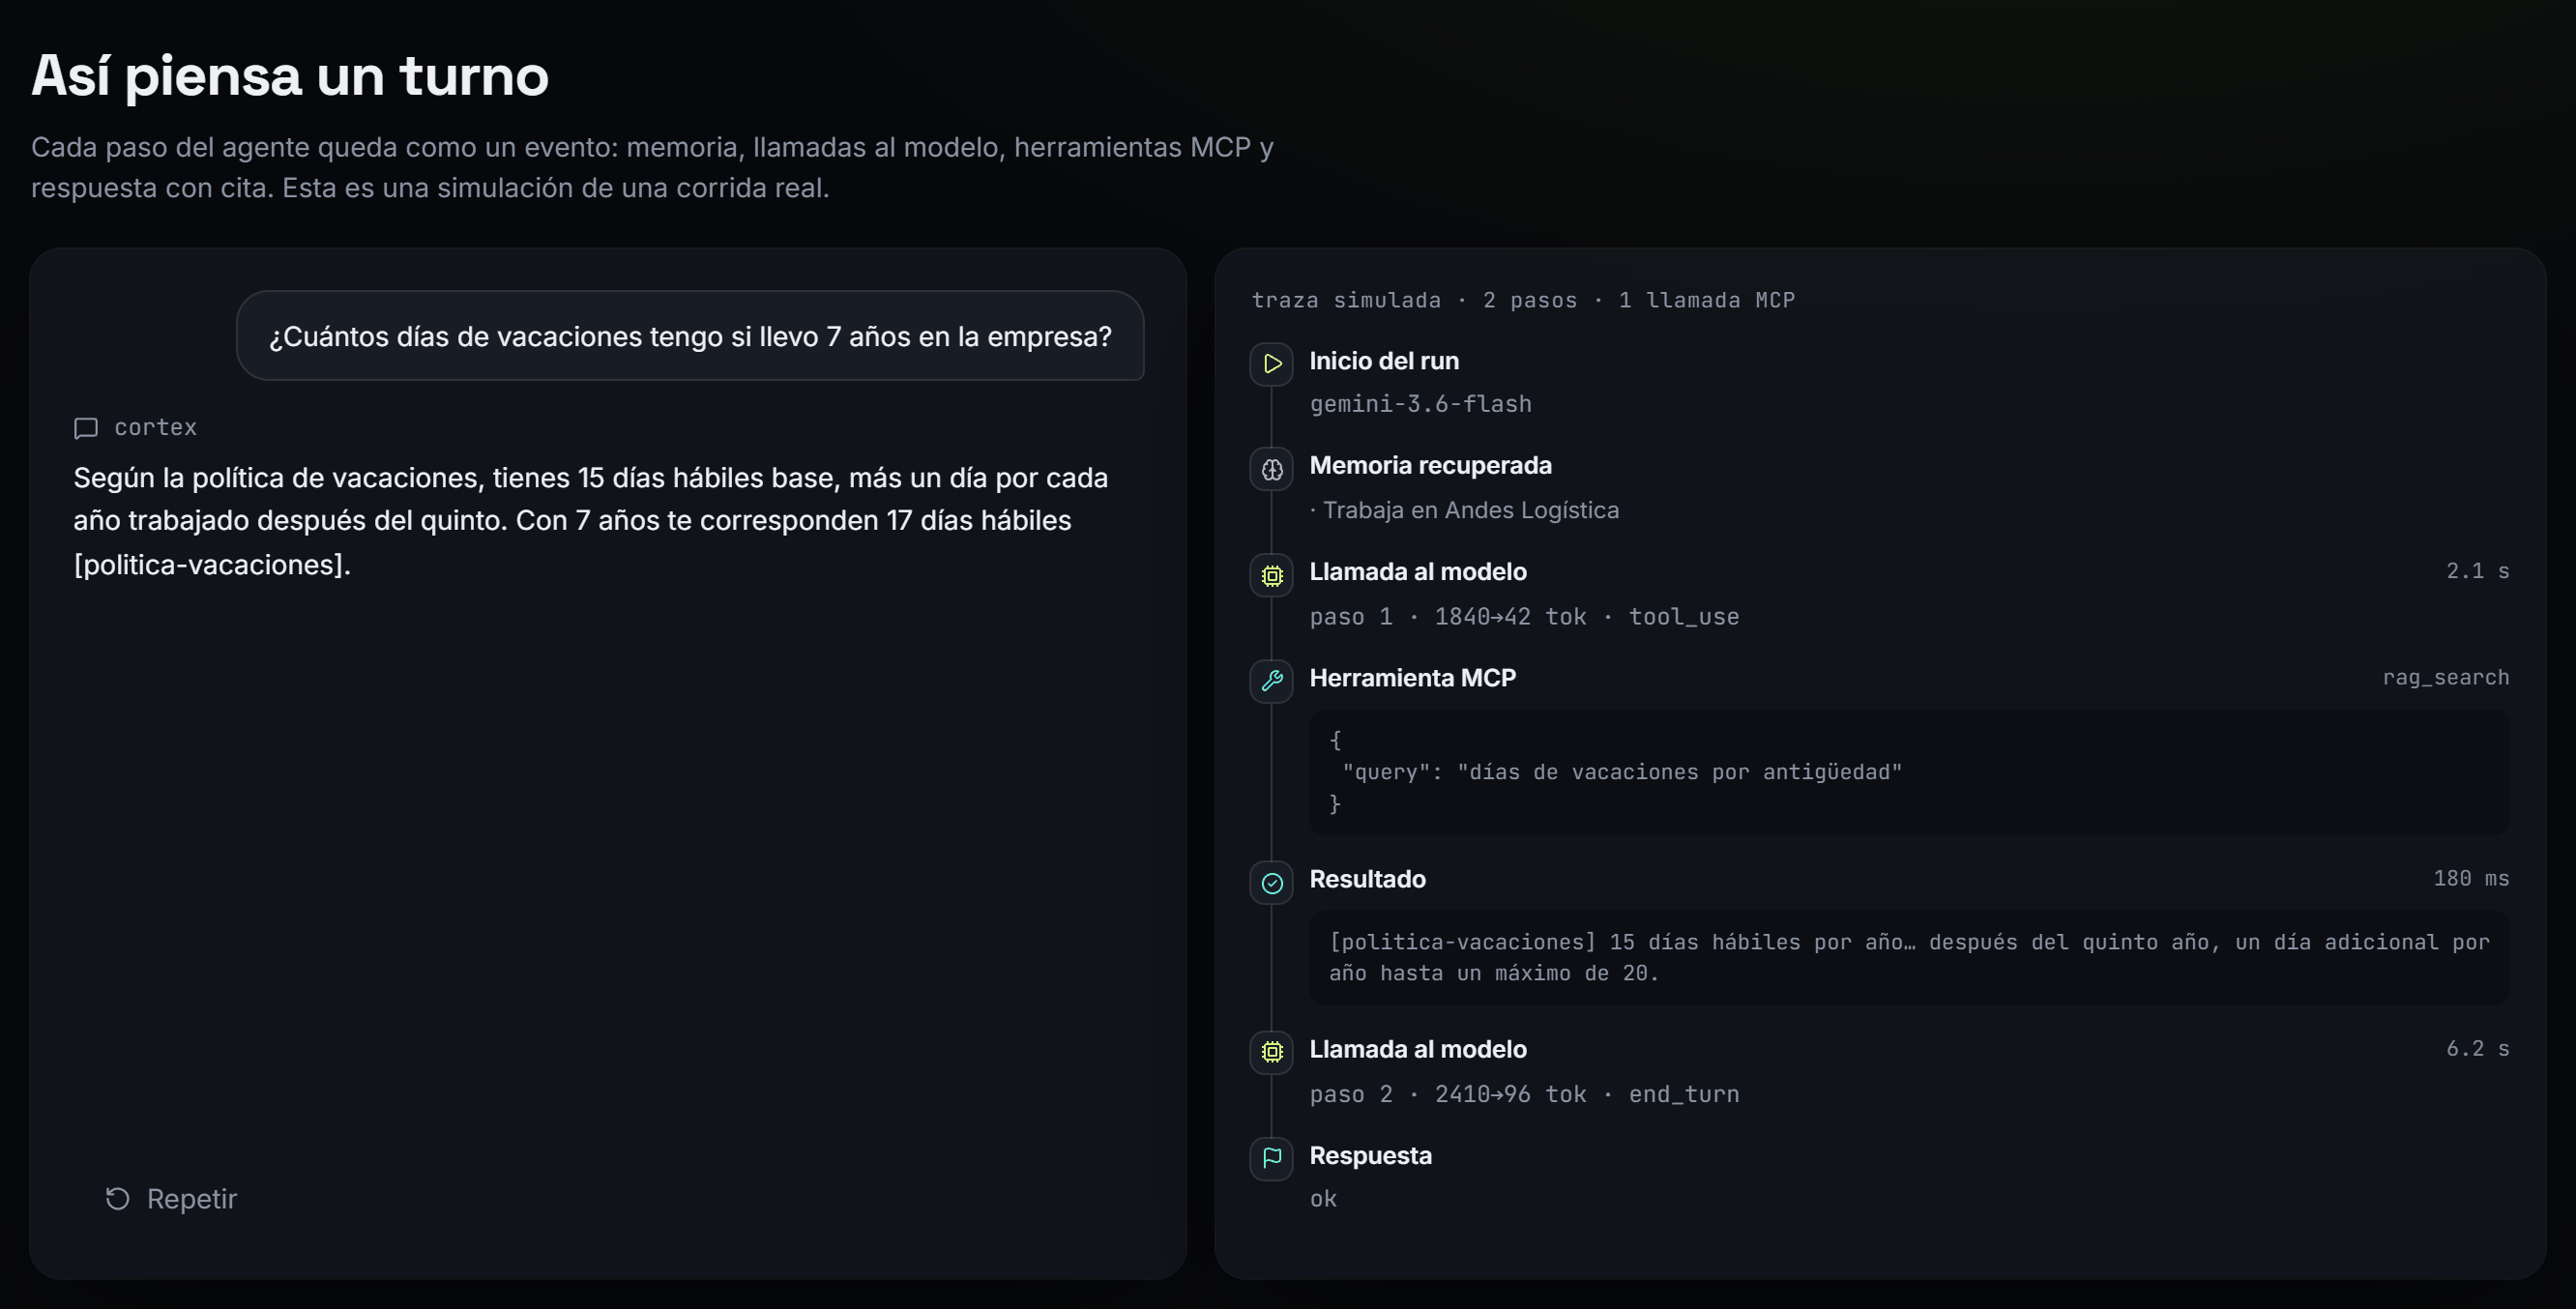 Así piensa un turno
Cada paso del agente queda como un evento: memoria, llamadas al modelo, herramientas MCP y
respuesta con cita. Esta es una simulación de una corrida real.
¿Cuántos días de vacaciones tengo si llevo 7 años en la empresa?
cortex
Según la política de vacaciones, tienes 15 días hábiles base, más un día por cada
año trabajado después del quinto. Con 7 años te corresponden 17 días hábiles
[politica-vacaciones].
Repetir
traza simulada · 2 pasos · 1 llamada MCP
Inicio del run
gemini-3.6-flash
Memoria recuperada
· Trabaja en Andes Logística
Llamada al modelo 2.1 s
paso 1 · 1840→42 tok · tool_use
Herramienta MCP rag_search
{
"query": "días de vacaciones por antigüedad"
}
Resultado 180 ms
[politica-vacaciones] 15 días hábiles por año… después del quinto año, un día adicional por
año hasta un máximo de 20.
Llamada al modelo 6.2 s
paso 2 · 2410→96 tok · end_turn
Respuesta
ok